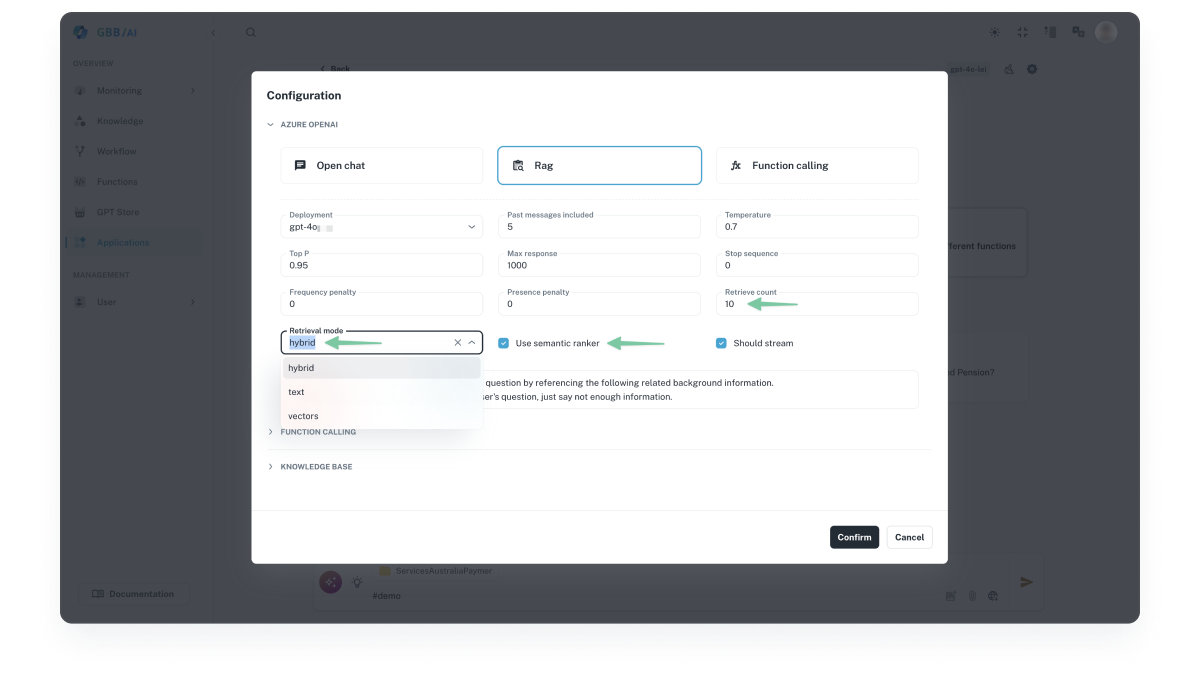 GBB/AI
OVERVIEW
Monitoring
Knowledge
Workflow
Functions
GPT Store
Applications
MANAGEMENT
User
Documentation
Back
gpt-4o-lei
Configuration
AZURE OPENAI
Open chat
Rag
Function calling
Deployment
gpt-4o
Past messages included
5
Temperature
0.7
Top P
0.95
Max response
1000
Stop sequence
0
Frequency penalty
0
Presence penalty
0
Retrieve count
10
Retrieval mode
hybrid
Use semantic ranker
Should stream
hybrid
text
vectors
question by referencing the following related background information.
er's question, just say not enough information.
FUNCTION CALLING
KNOWLEDGE BASE
Confirm
Cancel
ferent functions
d Pension?
ServicesAustraliaPaymer
#demo